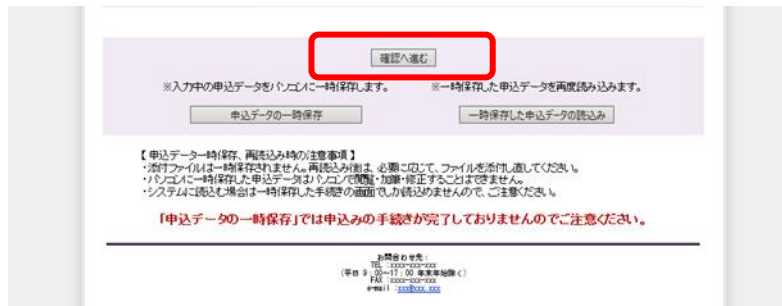 確認へ進む
※入力中の申込データをパソコンに一時保存します。 ※一時保存した申込データを再度読み込みます。
申込データの一時保存 一時保存した申込データの読込み
【申込データ一時保存、再読込み時の注意事項】
・添付ファイルは一時保存されません。再読込み後は、必要に応じて、ファイルを添付し直してください。
・パソコンに一時保存した申込データはパソコンで閲覧・加筆・修正することはできません。
・システムに読込む場合は一時保存した手続きの画面でしか読込めませんので、ご注意ください。
「申込データの一時保存」では申込みの手続きが完了しておりませんのでご注意ください。
お問合わせ先:
TEL :xxxx-xxx-xxx
(平日 9:00~17:00 年末年始除く)
FAX :xxxx-xxx-xxx
e-mail :xxx@xxx.xxx